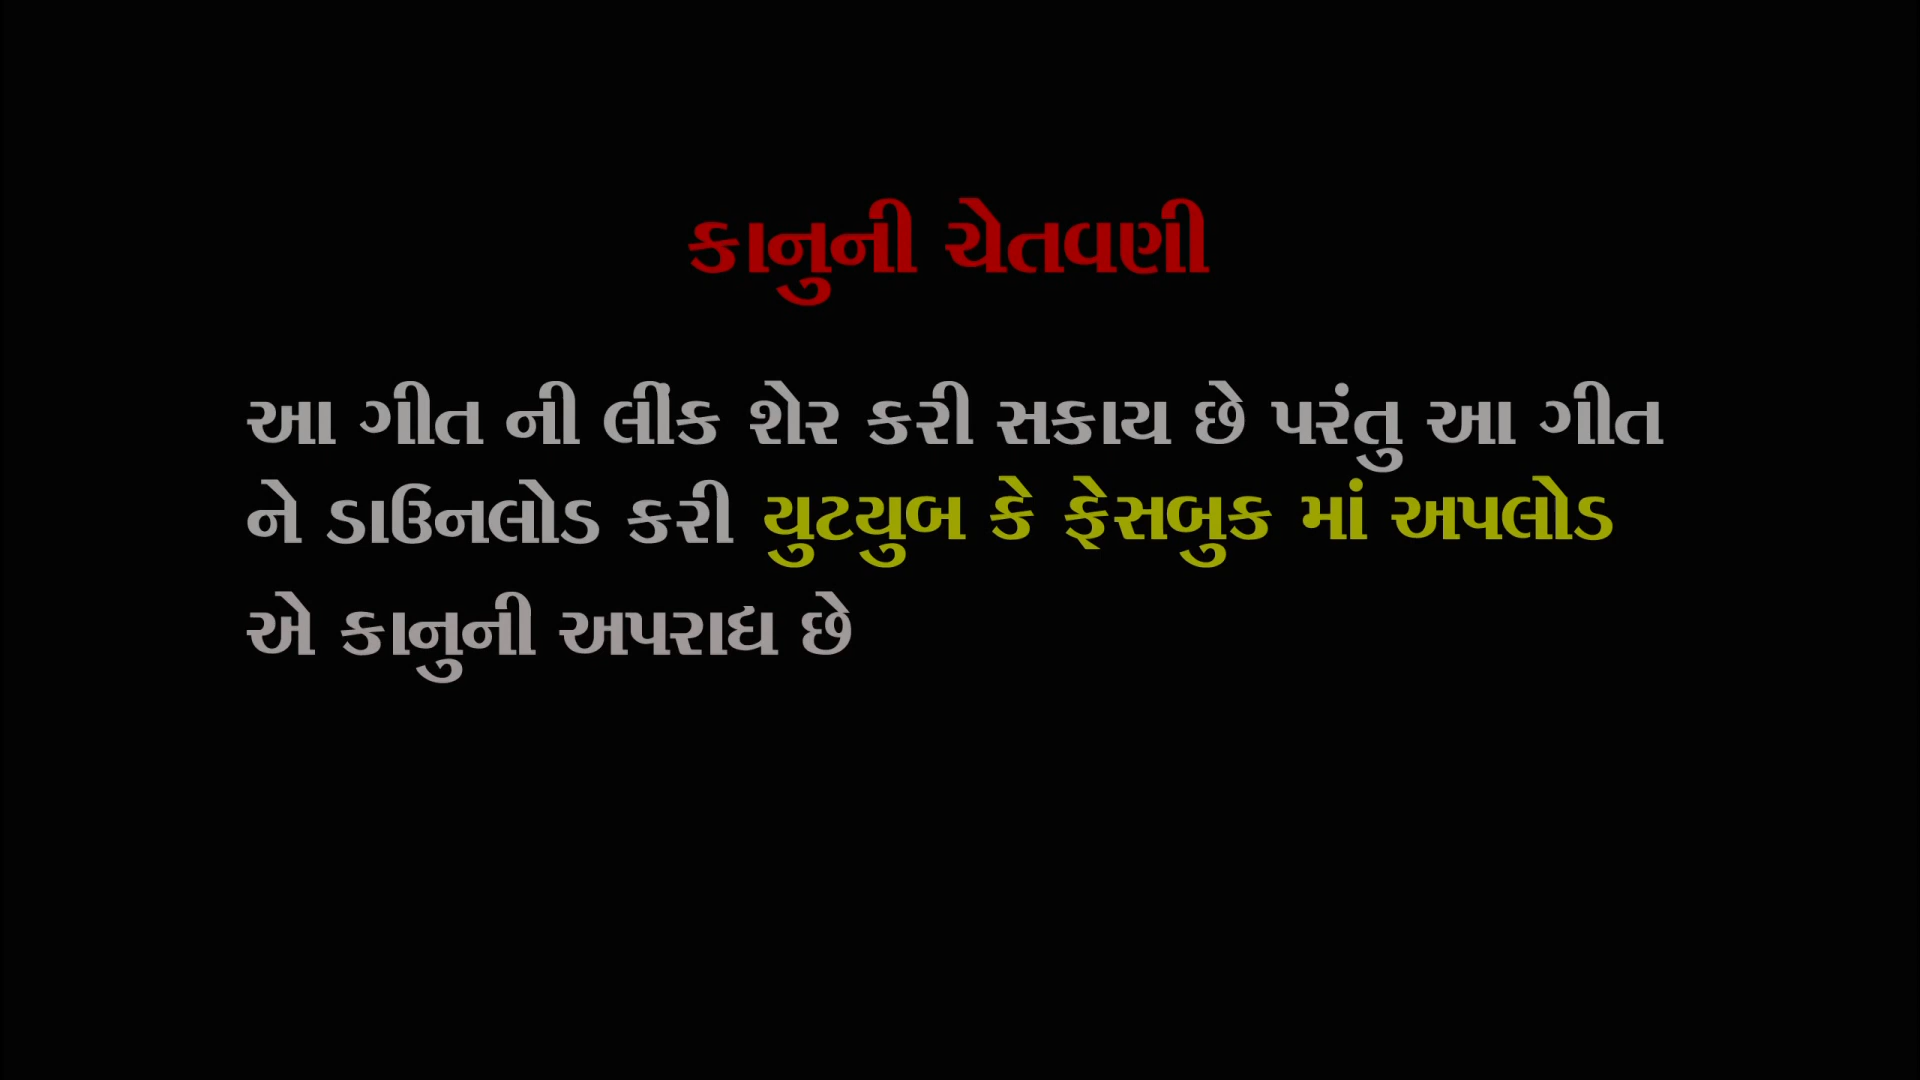 કાનુની ચેતવણી
આ ગીત ની લીંક શેર કરી સકાય છે પરંતુ આ ગીત
ને ડાઉનલોડ કરી યુટયુબ કે ફેસબુક માં અપલોડ
એ કાનુની અપરાધ છે